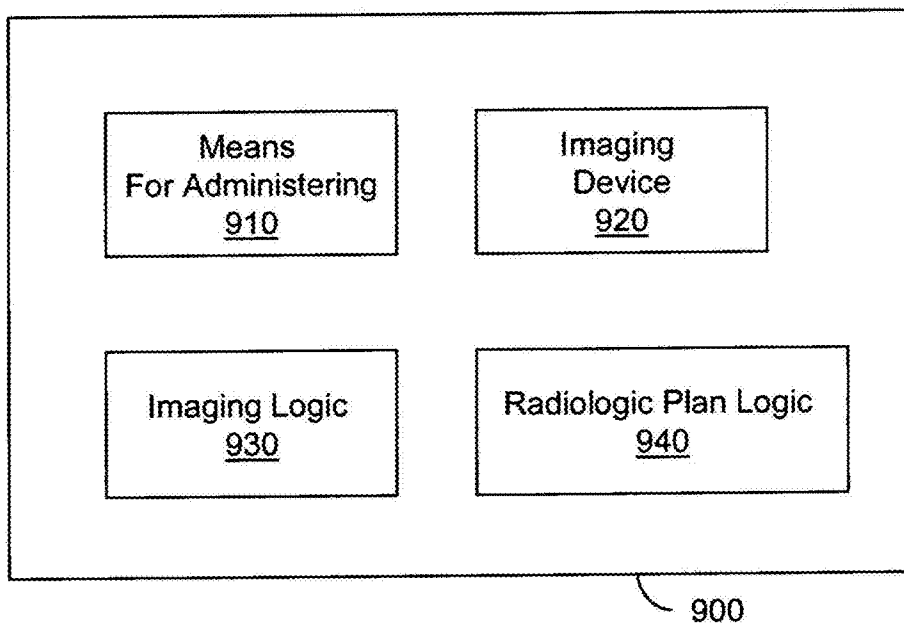 Means
For Administering
910
Imaging
Device
920
Imaging Logic
930
Radiologic Plan Logic
940
900